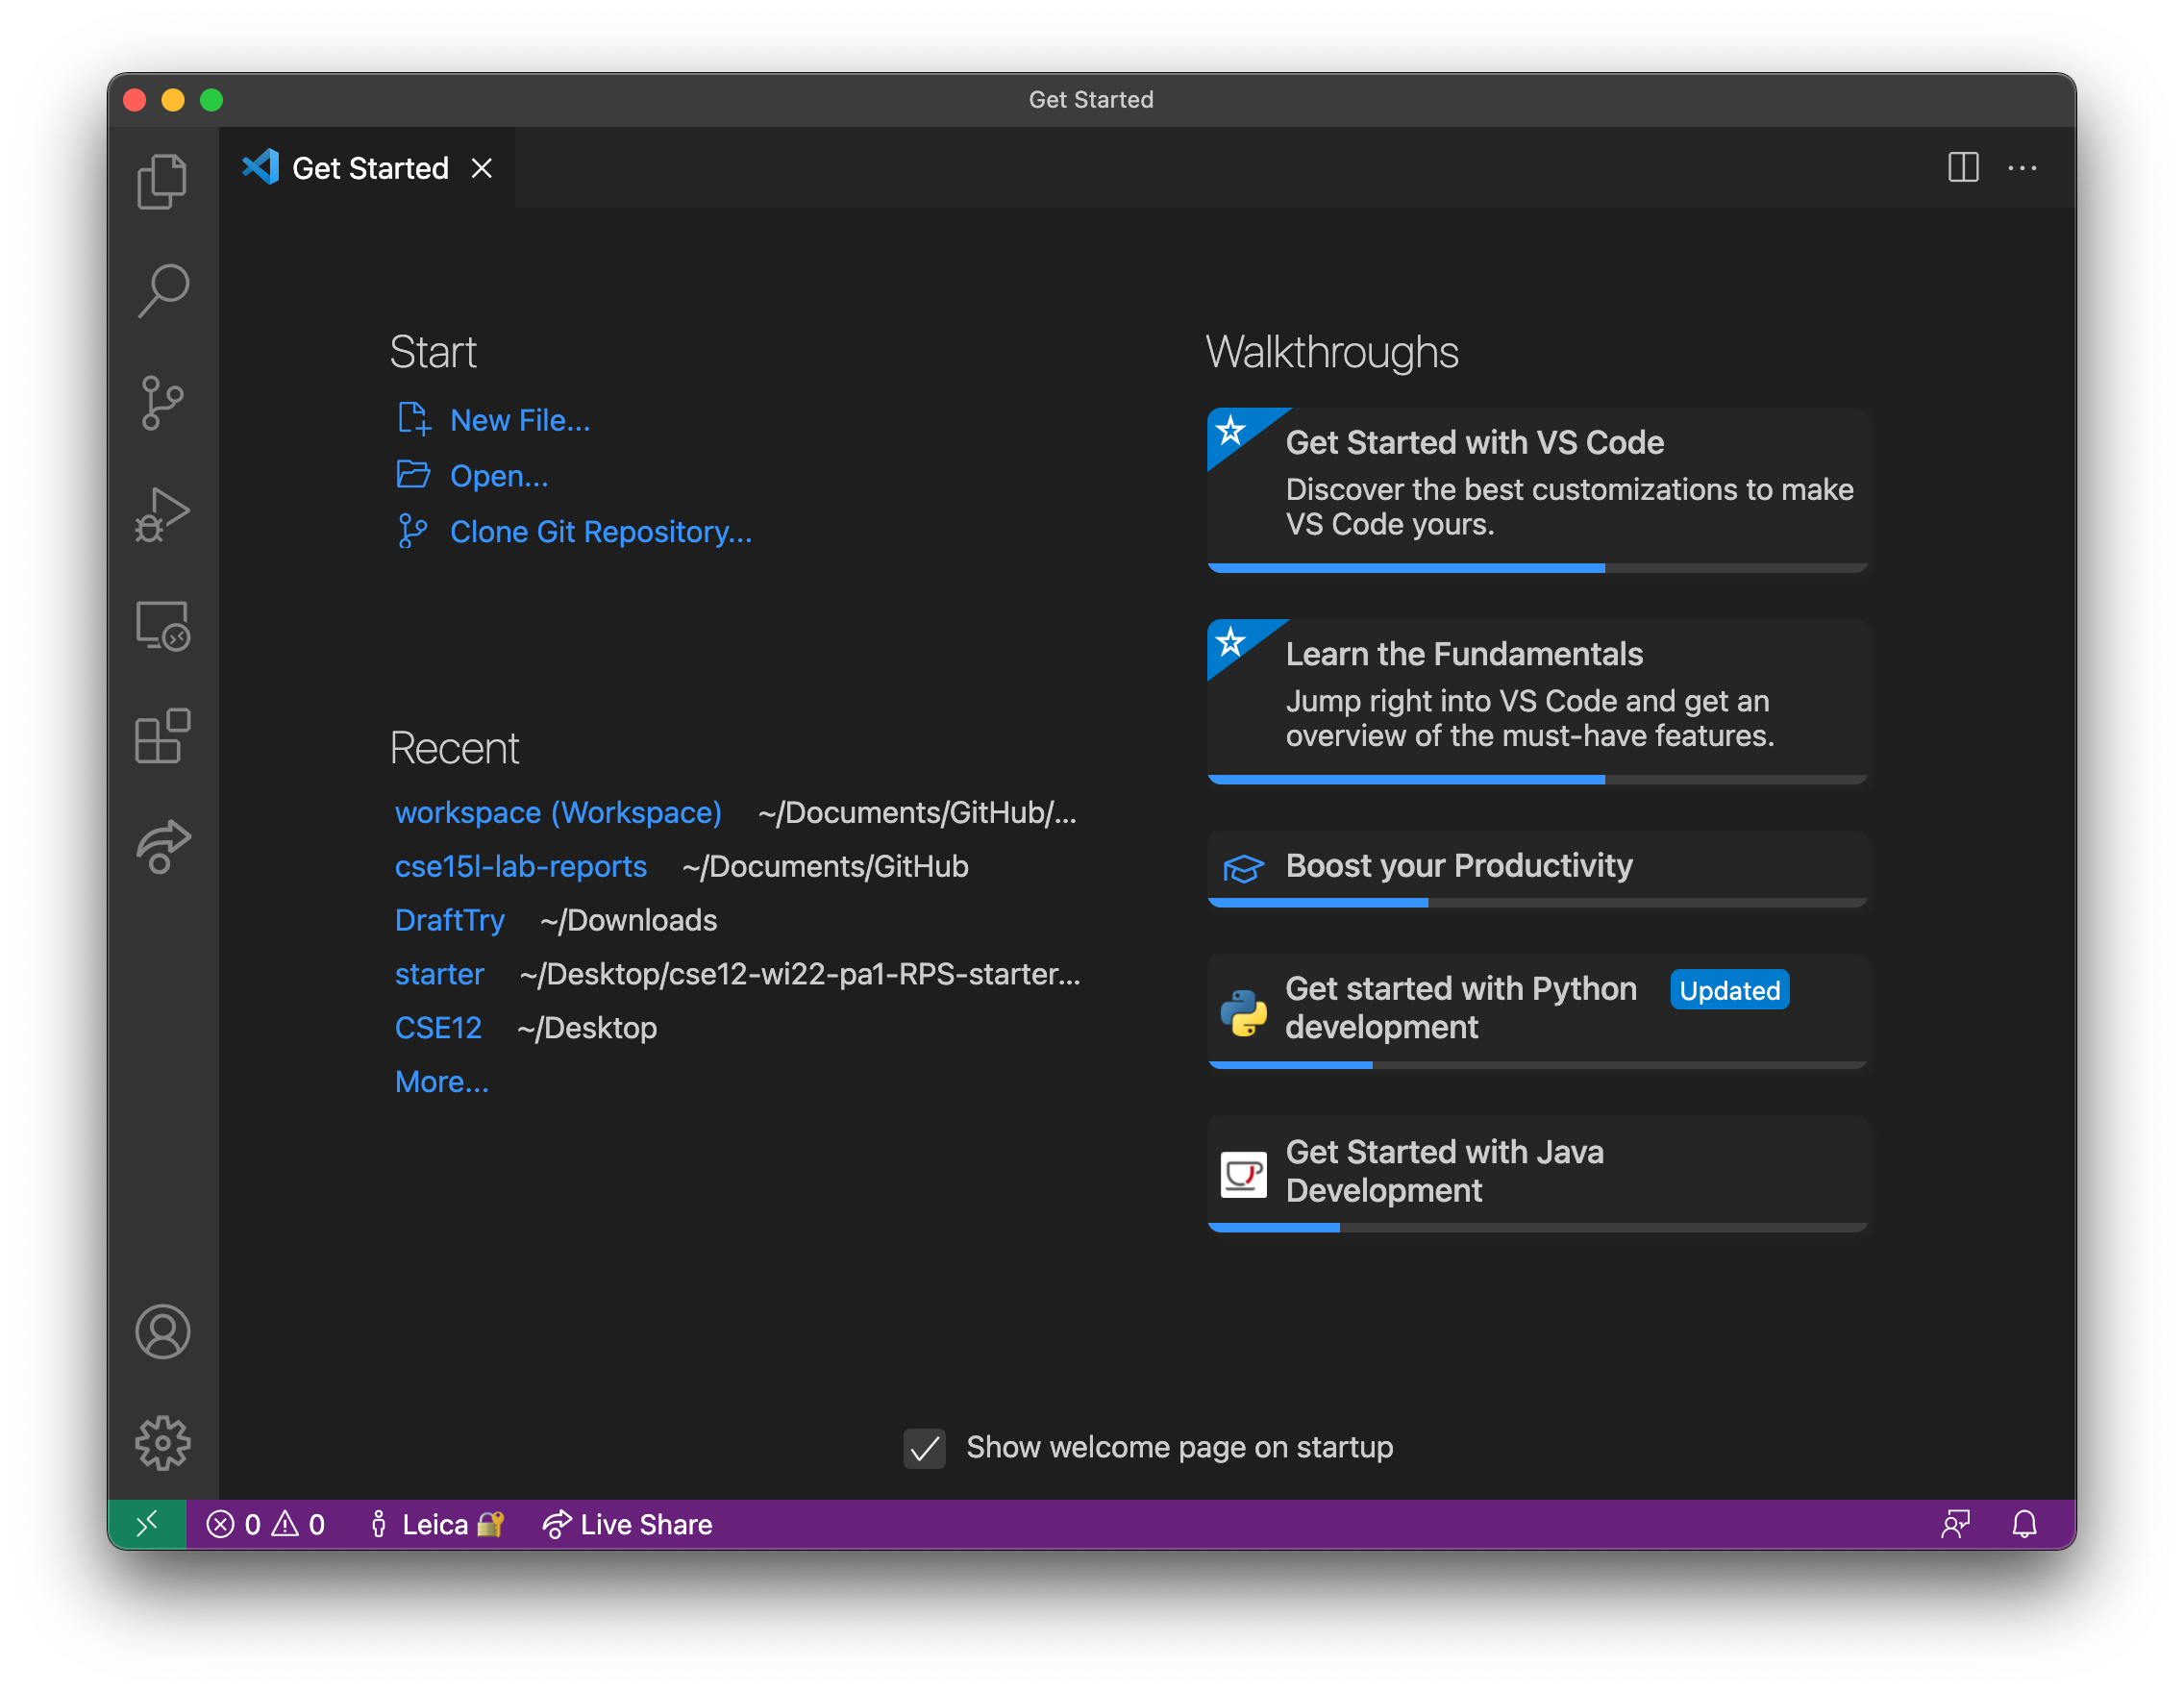 Get Started
Get Started
Start
New File...
Open...
Clone Git Repository...
Recent
workspace (Workspace) ~/Documents/GitHub/...
cse15l-lab-reports ~/Documents/GitHub
DraftTry ~/Downloads
starter ~/Desktop/cse12-wi22-pa1-RPS-starter...
CSE12 ~/Desktop
More...
Walkthroughs
Get Started with VS Code
Discover the best customizations to make
VS Code yours.
Learn the Fundamentals
Jump right into VS Code and get an
overview of the must-have features.
Boost your Productivity
Get started with Python Updated
development
Get Started with Java
Development
Show welcome page on startup
0 0 Leica 🔐 Live Share